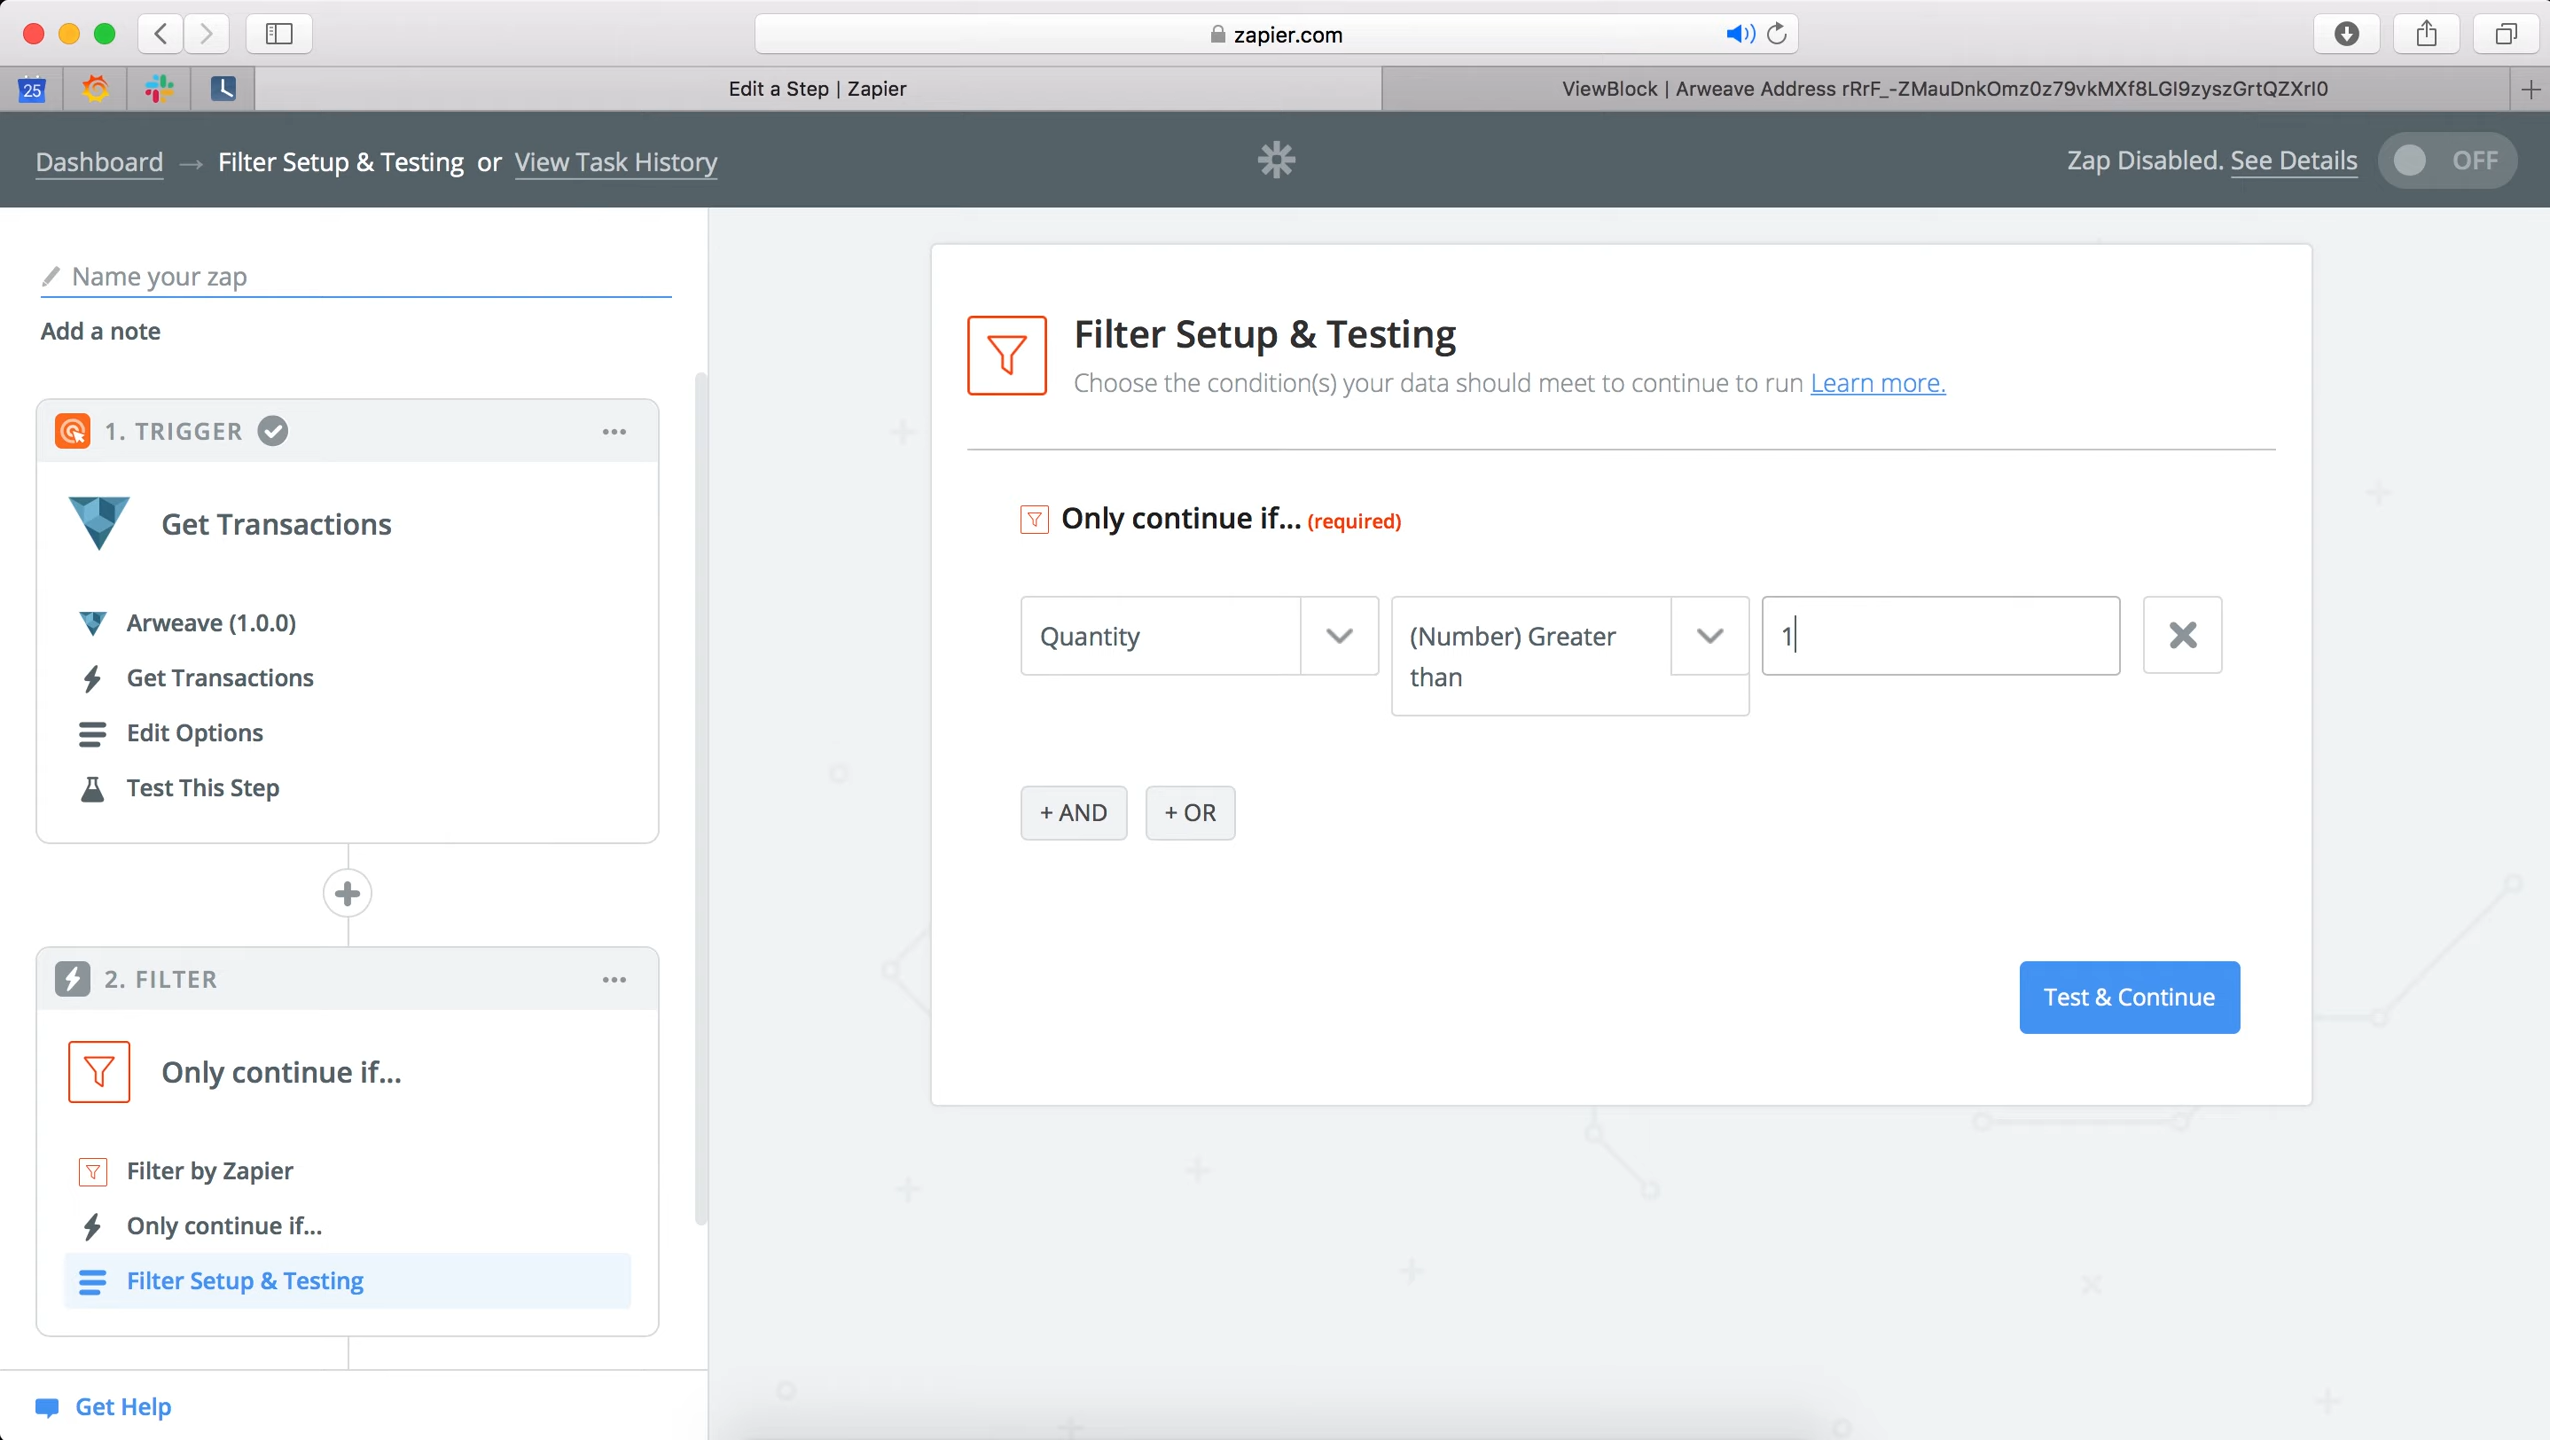 zapier.com
25
Edit a Step | Zapier
ViewBlock | Arweave Address rRrF_-ZMauDnkOmz0z79vkMXf8LGI9zyszGrtQZXrI0
Dashboard → Filter Setup & Testing or View Task History
Zap Disabled. See Details
OFF
Name your zap
Add a note
1. TRIGGER
Get Transactions
Arweave (1.0.0)
Get Transactions
Edit Options
Test This Step
2. FILTER
Only continue if...
Filter by Zapier
Only continue if...
Filter Setup & Testing
Get Help
Filter Setup & Testing
Choose the condition(s) your data should meet to continue to run Learn more.
Only continue if... (required)
Quantity
(Number) Greater
than
1
+ AND
+ OR
Test & Continue